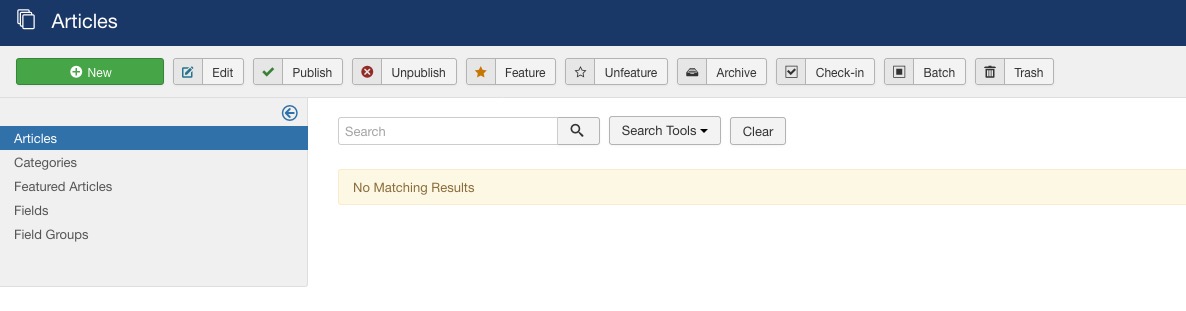 Articles
New Edit Publish Unpublish Feature Unfeature Archive Check-in Batch Trash
Articles
Categories
Featured Articles
Fields
Field Groups
Search Search Tools Clear
No Matching Results